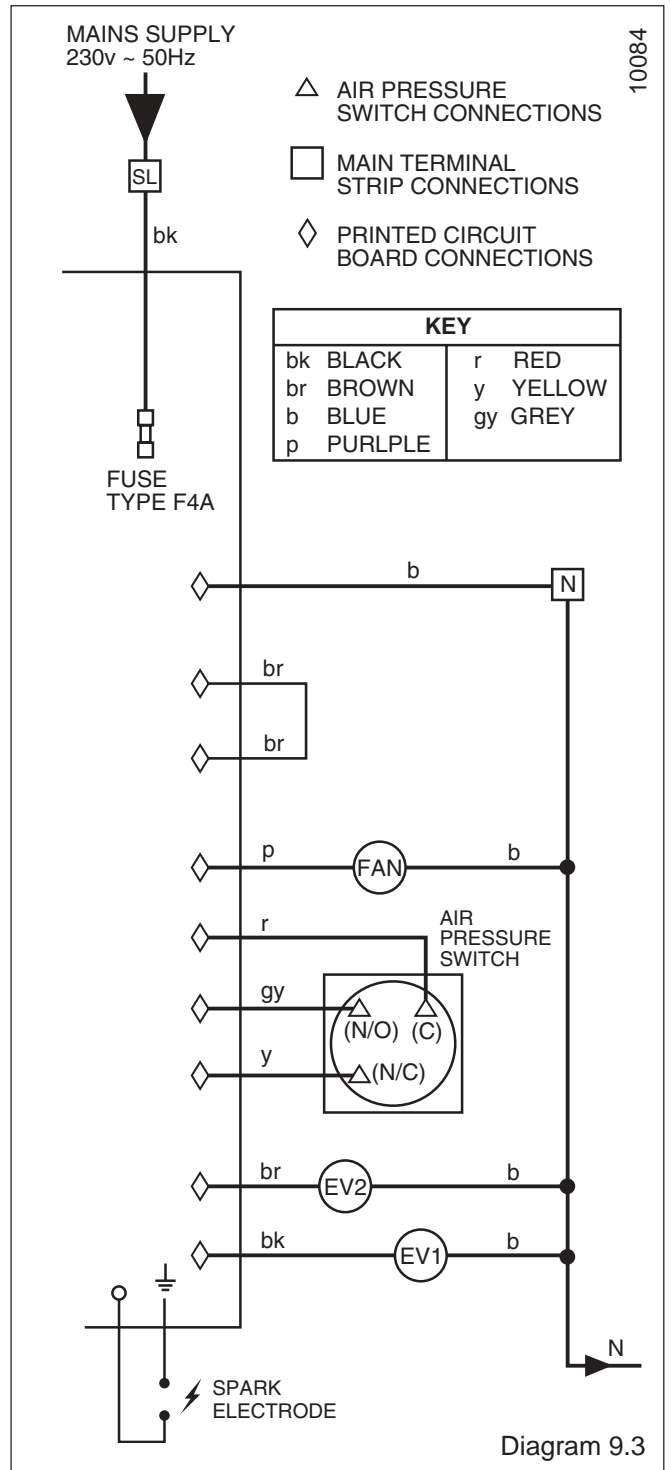 MAINS SUPPLY
230v ~ 50Hz
10084
AIR PRESSURE
SWITCH CONNECTIONS
MAIN TERMINAL
STRIP CONNECTIONS
PRINTED CIRCUIT
BOARD CONNECTIONS
SL
bk
KEY
bk BLACK
br BROWN
b BLUE
p PURLPLE
r RED
y YELLOW
gy GREY
FUSE
TYPE F4A
b
N
br
br
p
FAN
b
r
AIR
PRESSURE
SWITCH
gy
(N/O) (C)
y
(N/C)
br
EV2
b
bk
EV1
b
N
SPARK
ELECTRODE
Diagram 9.3